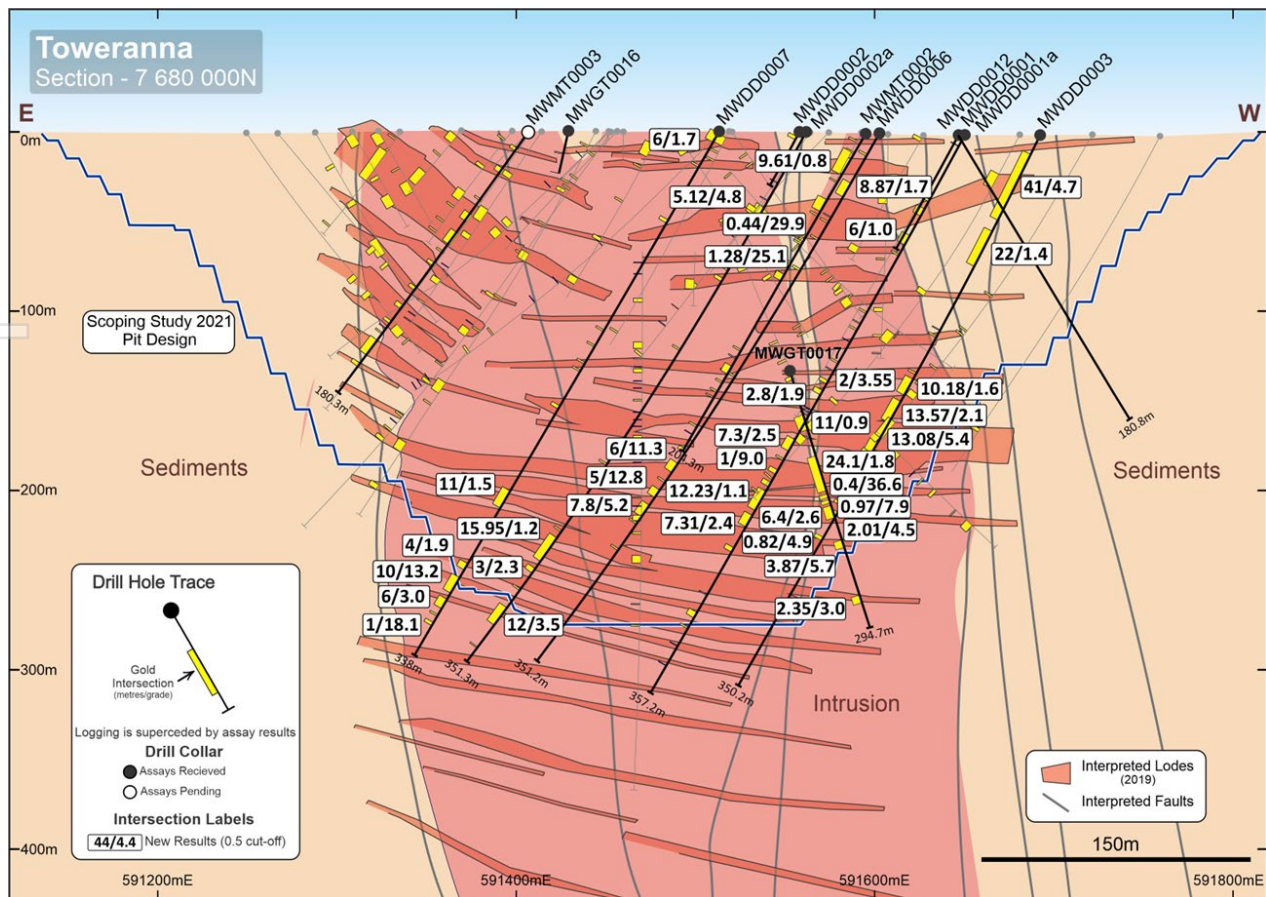 Toweranna
Section - 7 680 000N
E
W
MWMT0003
MWGT0016
MWDD0007
MWDD0002
MWDD0002a
MWMT0002
MWDD0006
MWDD0012
MWDD0001
MWDD0001a
MWDD0003
0m
6/1.7
9.61/0.8
5.12/4.8
8.87/1.7
41/4.7
0.44/29.9
6/1.0
1.28/25.1
22/1.4
100m
Scoping Study 2021
Pit Design
MWGT0017
180.3m
2.8/1.9
2/3.55
10.18/1.6
180.8m
11/0.9
13.57/2.1
7.3/2.5
13.08/5.4
6/11.3
1/9.0
24.1/1.8
Sediments
Sediments
5/12.8
0.4/36.6
11/1.5
12.23/1.1
200m
7.8/5.2
0.97/7.9
15.95/1.2
7.31/2.4
6.4/2.6
2.01/4.5
4/1.9
0.82/4.9
10/13.2
3/2.3
3.87/5.7
6/3.0
2.35/3.0
1/18.1
12/3.5
294.7m
338m
351.3m
351.2m
357.2m
350.2m
300m
Intrusion
Drill Hole Trace
Gold
Intersection
(metres/grade)
Logging is superceded by assay results
Drill Collar
Assays Recieved
Assays Pending
Intersection Labels
44/4.4 New Results (0.5 cut-off)
Interpreted Lodes
(2019)
Interpreted Faults
150m
400m
591200mE
591400mE
591600mE
591800mE